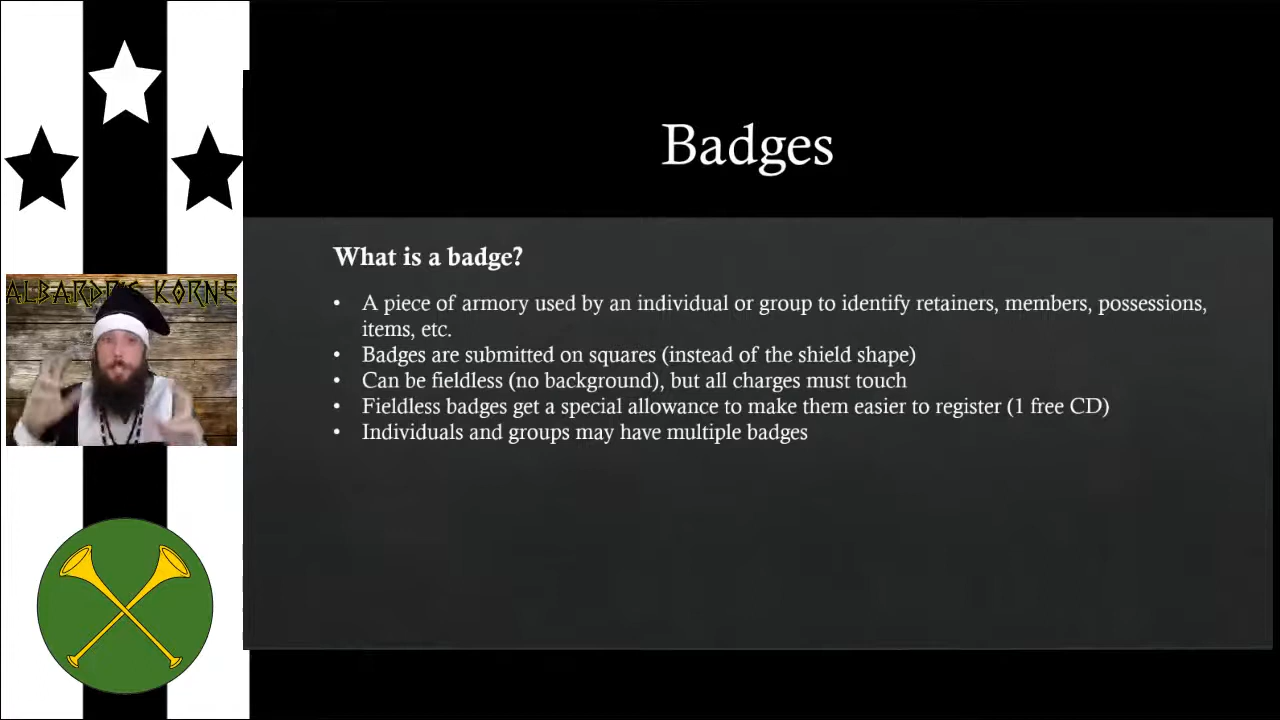 Badges
What is a badge?
• A piece of armory used by an individual or group to identify retainers, members, possessions,
items, etc.
• Badges are submitted on squares (instead of the shield shape)
• Can be fieldless (no background), but all charges must touch
• Fieldless badges get a special allowance to make them easier to register (1 free CD)
• Individuals and groups may have multiple badges
KORNE